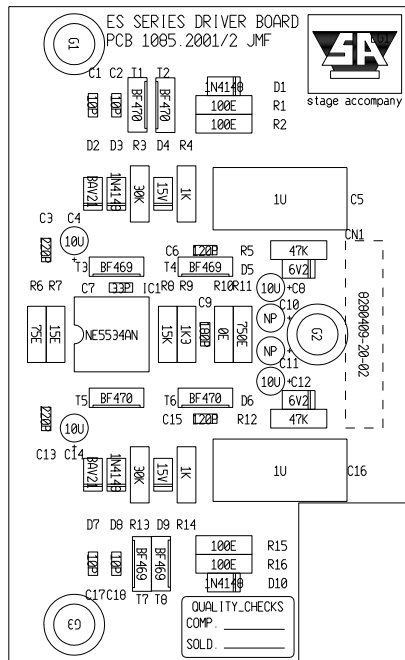 ES SERIES DRIVER BOARD
PCB 1085.2001/2 JMF
G1
SA
LG1
stage accompany
C1 C2 T1 T2
10P 10P BF470 BF470
1N4148 D1
100E R1
100E R2
D2 D3 R3 D4 R4
BAV21 1N4148 30K 15V 1K
1U C5
CN1
C3 C4
220P 10U
C6 120P R5 47K
T3 BF469 T4 BF469 D5 6V2
C7 33P IC1 R8 R9 R10 R11 10U C8
R6 R7 C9 C10
75E 15E NE5534AN 15K 1K3 180P 0E 750E NP G2
8280409-20-02
NP C11
10U C12
T5 BF470 T6 BF470 D6 6V2
C15 120P R12 47K
220P 10U
C13 C14
BAV21 1N4148 30K 15V 1K
1U C16
D7 D8 R13 D9 R14
10P 10P BF469 BF469
100E R15
100E R16
1N4148 D10
C17 C18 T7 T8
G3
QUALITY_CHECKS
COMP.
SOLD.